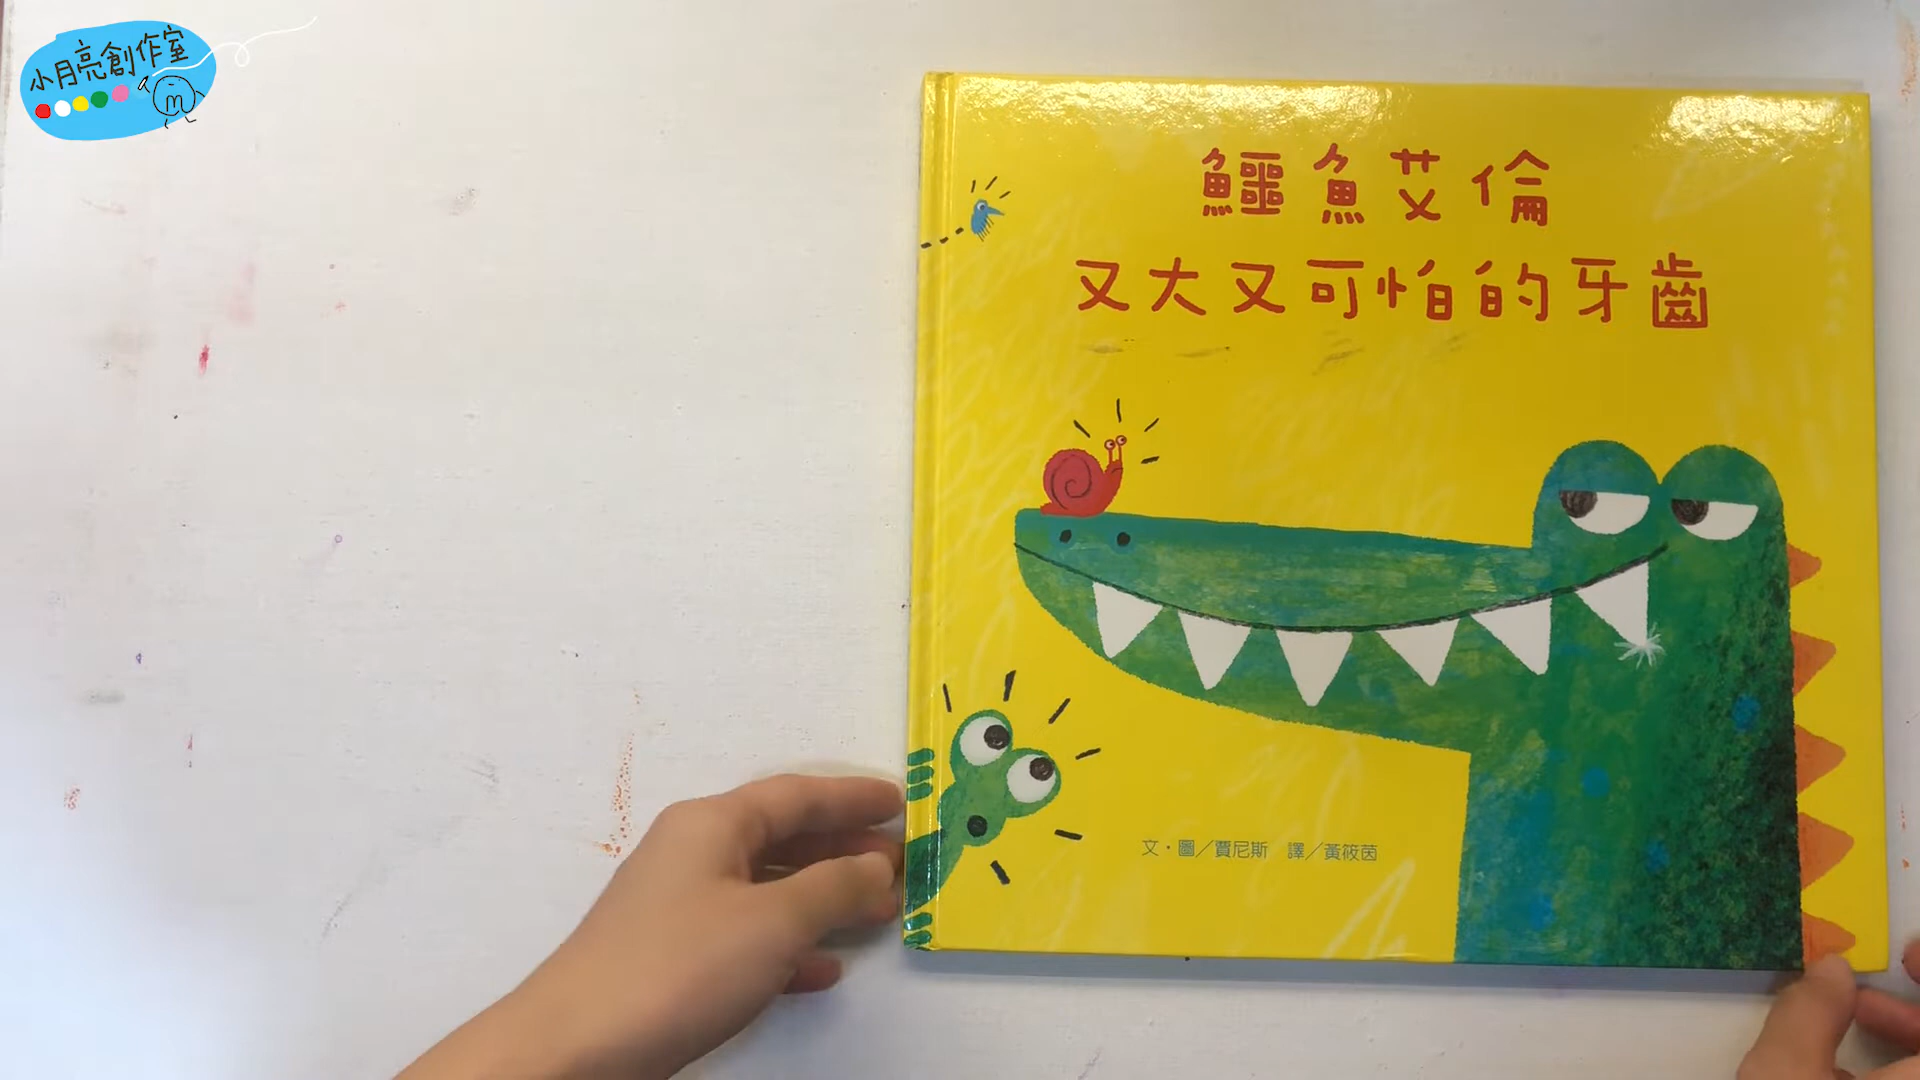 小月亮創作室
m
鱷魚艾倫
又大又可怕的牙齒
文・圖／賈尼斯 譯／黃筱茵